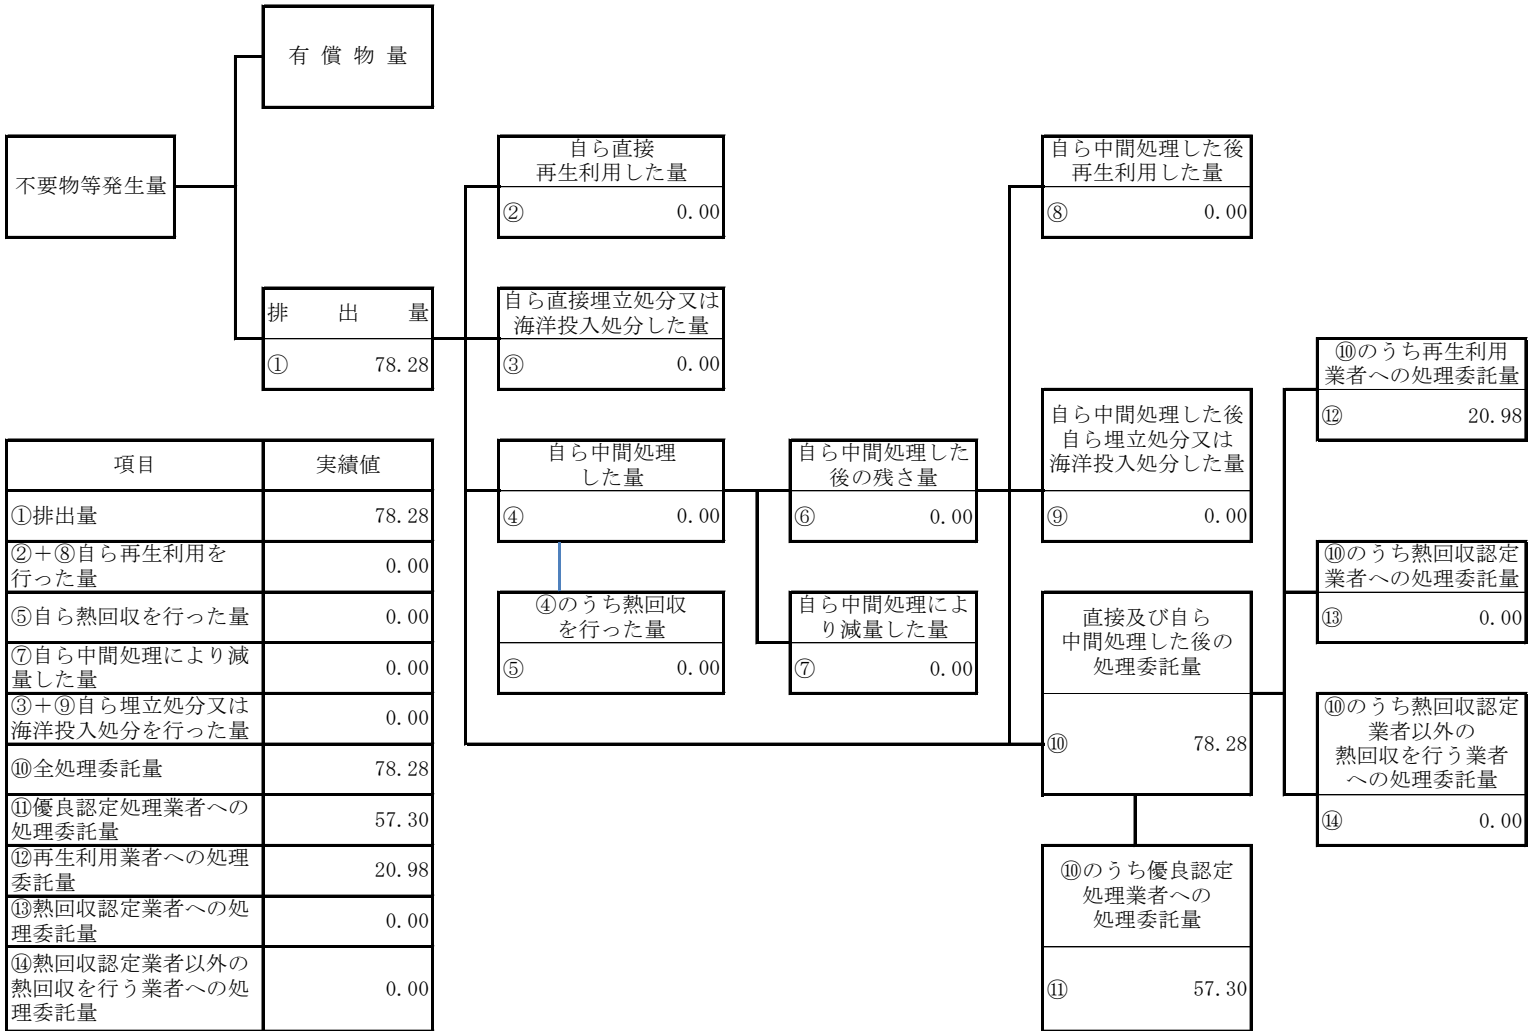 有 償 物 量
不要物等発生量
自ら直接
再生利用した量
② 0.00
自ら中間処理した後
再生利用した量
⑧ 0.00
排 出 量
① 78.28
自ら直接埋立処分又は
海洋投入処分した量
③ 0.00
⑩のうち再生利用
業者への処理委託量
⑫ 20.98
自ら中間処理した後
自ら埋立処分又は
海洋投入処分した量
⑨ 0.00
自ら中間処理
した量
④ 0.00
自ら中間処理した
後の残さ量
⑥ 0.00
⑩のうち熱回収認定
業者への処理委託量
⑬ 0.00
④のうち熱回収
を行った量
⑤ 0.00
自ら中間処理によ
り減量した量
⑦ 0.00
直接及び自ら
中間処理した後の
処理委託量
⑩ 78.28
⑩のうち熱回収認定
業者以外の
熱回収を行う業者
への処理委託量
⑭ 0.00
⑩のうち優良認定
処理業者への
処理委託量
⑪ 57.30
項目 実績値
①排出量 78.28
②＋⑧自ら再生利用を
行った量 0.00
⑤自ら熱回収を行った量 0.00
⑦自ら中間処理により減
量した量 0.00
③＋⑨自ら埋立処分又は
海洋投入処分を行った量 0.00
⑩全処理委託量 78.28
⑪優良認定処理業者への
処理委託量 57.30
⑫再生利用業者への処理
委託量 20.98
⑬熱回収認定業者への処
理委託量 0.00
⑭熱回収認定業者以外の
熱回収を行う業者への処
理委託量 0.00